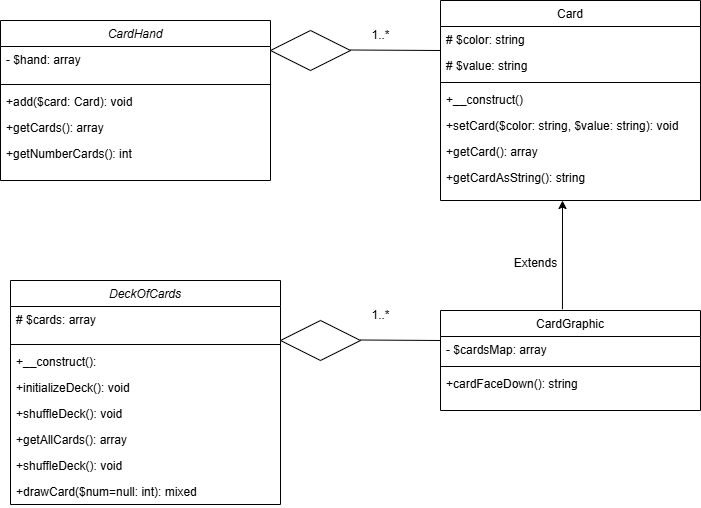 CardHand
- $hand: array
+add($card: Card): void
+getCards(): array
+getNumberCards(): int
1..*
Card
# $color: string
# $value: string
+__construct()
+setCard($color: string, $value: string): void
+getCard(): array
+getCardAsString(): string
Extends
DeckOfCards
# $cards: array
+__construct():
+initializeDeck(): void
+shuffleDeck(): void
+getAllCards(): array
+shuffleDeck(): void
+drawCard($num=null: int): mixed
1..*
CardGraphic
- $cardsMap: array
+cardFaceDown(): string